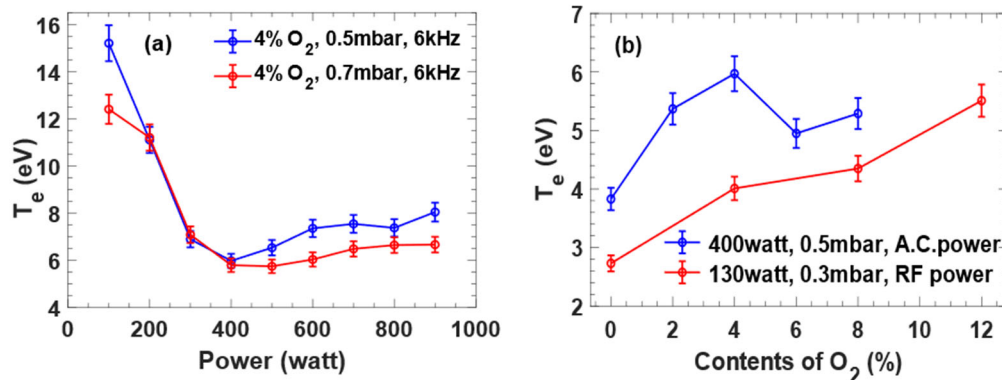 (a)
4% O2, 0.5mbar, 6kHz
4% O2, 0.7mbar, 6kHz
Te (eV)
16
14
12
10
8
6
4
0
200
400
600
800
1000
Power (watt)
(b)
Te (eV)
7
6
5
4
3
2
400watt, 0.5mbar, A.C.power
130watt, 0.3mbar, RF power
0
2
4
6
8
10
12
Contents of O2 (%)